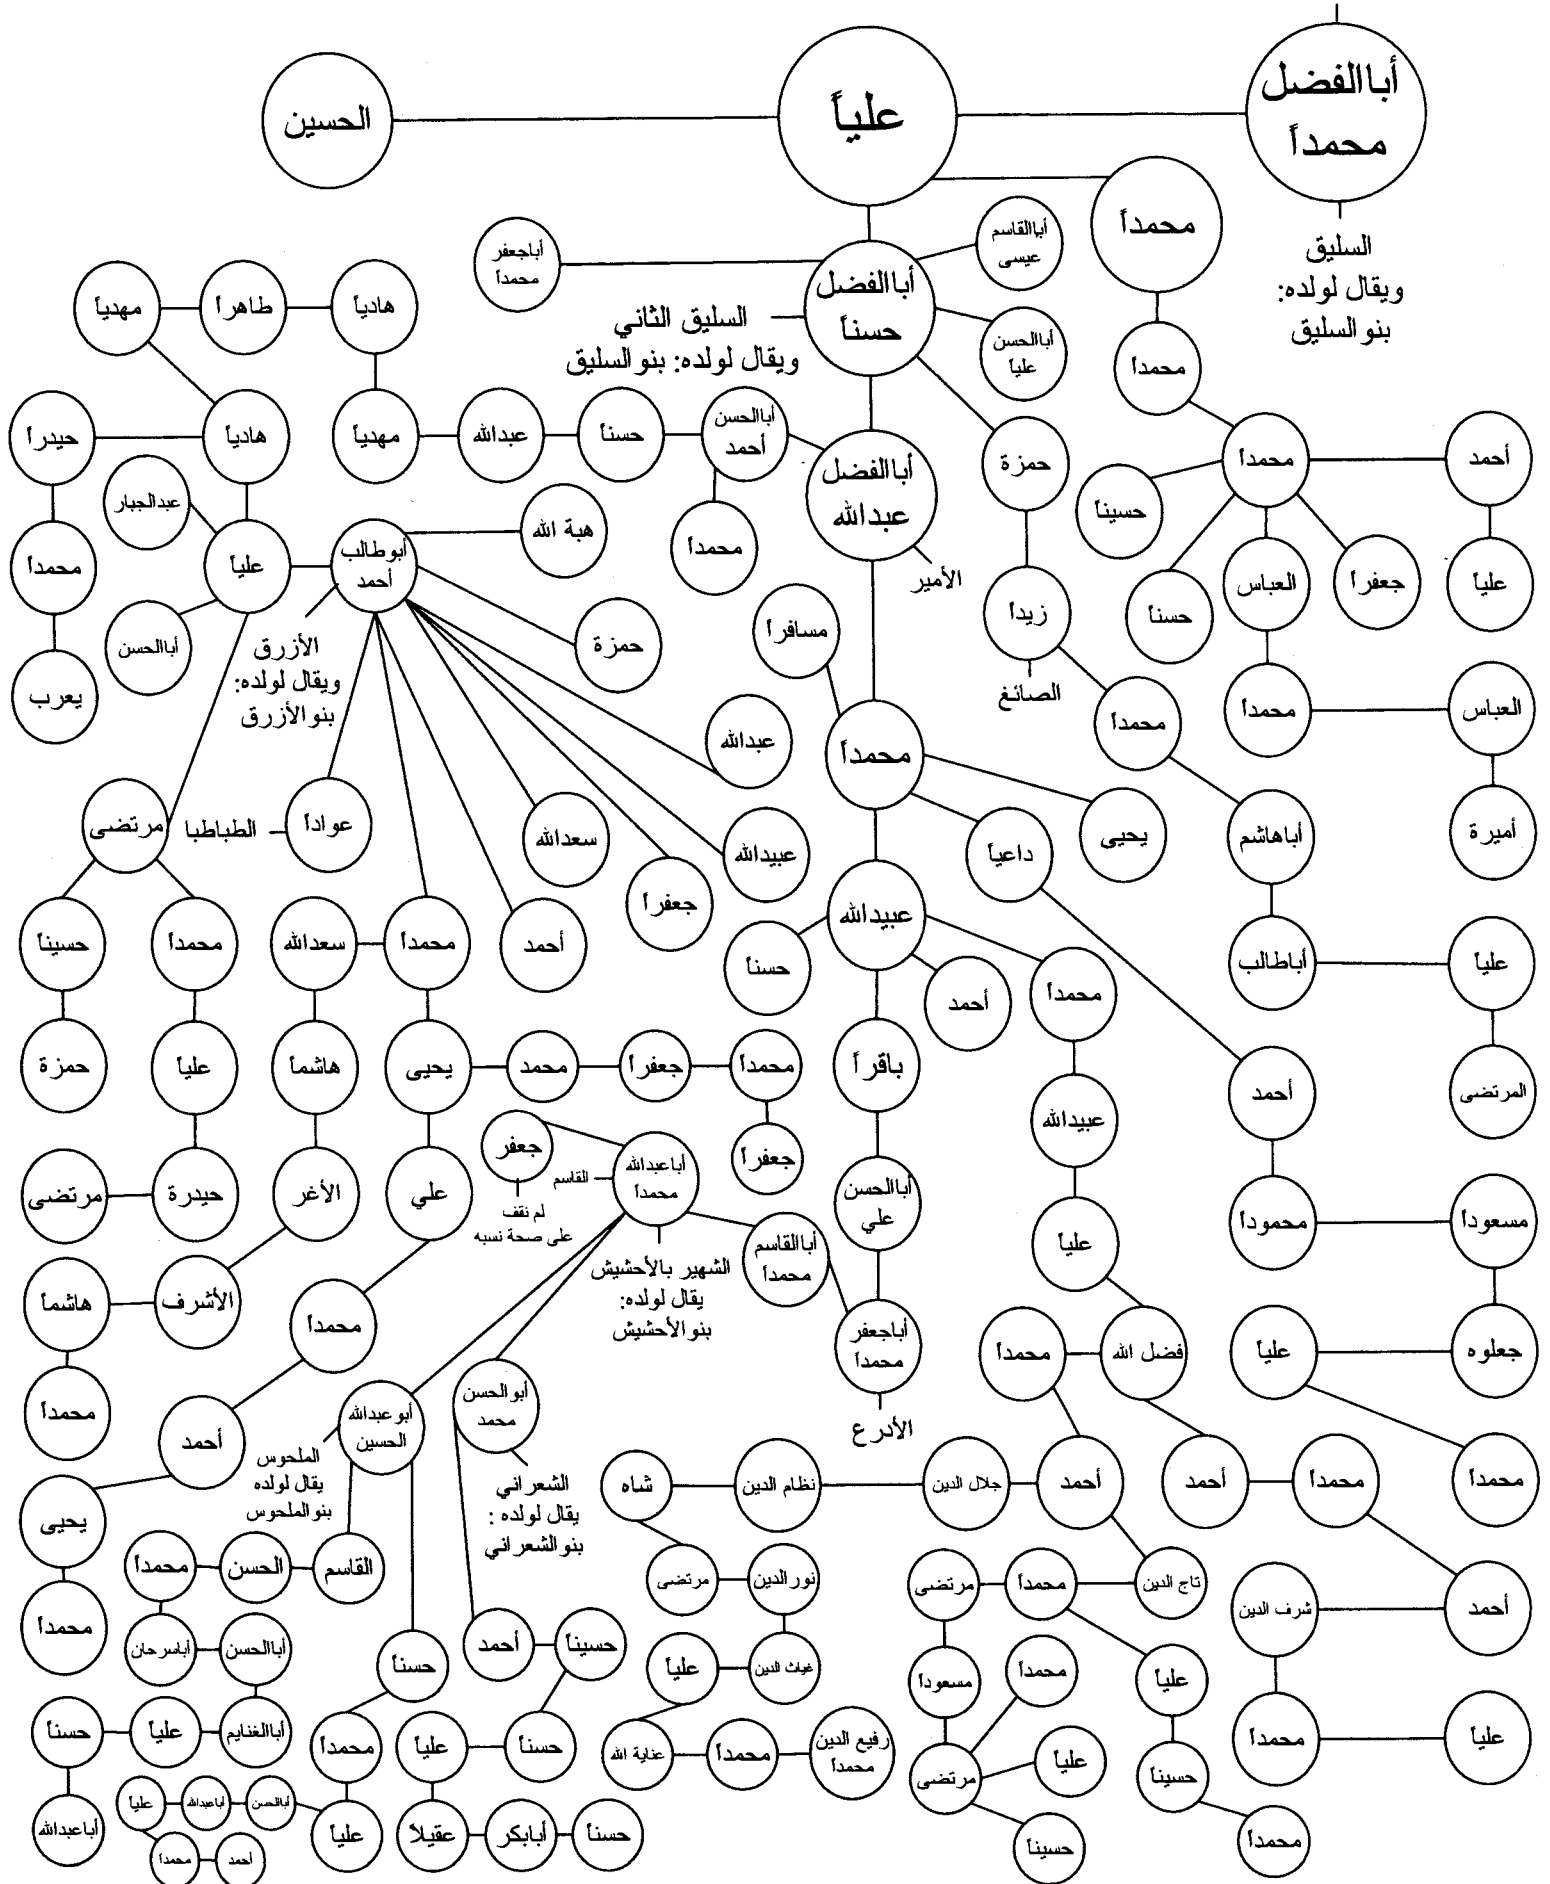 أباالفضل
محمداً
علياً
الحسين
السليق
ويقال لولده:
بنو السليق
محمداً
أباالقاسم
عيسى
أباجعفر
محمداً
أباالفضل
حسناً
السليق الثاني
ويقال لولده: بنو السليق
أباالحسن
علياً
محمداً
هادياً
طاهراً
مهدياً
أحمد
محمداً
حسيناً
حمزة
أباالفضل
عبدالله
الأمير
أباالحسن
أحمد
حسناً
عبدالله
مهدياً
هادياً
حيدراً
محمداً
هبة الله
أبوطالب
أحمد
الأزرق
ويقال لولده:
بنو الأزرق
علياً
عبدالجبار
أباالحسن
محمداً
يعرب
علياً
جعفراً
العباس
حسناً
زيداً
الصائغ
مسافراً
حمزة
العباس
محمداً
محمداً
محمداً
عبدالله
أميرة
أباهاشم
يحيى
داعياً
عبيدالله
سعدالله
جعفراً
عواداً
الطباطبا
مرتضى
علياً
أباطالب
محمداً
أحمد
عبيدالله
حسناً
أحمد
محمداً
سعدالله
محمداً
حسيناً
المرتضى
أحمد
عبيدالله
باقراً
محمداً
جعفراً
محمد
يحيى
هاشماً
علياً
حمزة
جعفراً
أباعبدالله
محمداً
القاسم
جعفر
لم نقف
على صحة نسبه
الشهير بالأحشيش
يقال لولده:
بنو الأحشيش
أباالقاسم
محمداً
أباالحسن
علي
علي
الأغر
حيدرة
مرتضى
مسعوداً
محموداً
علياً
أباجعفر
محمداً
الأدرع
محمداً
الأشرف
هاشماً
محمداً
جعلوه
علياً
فضل الله
محمداً
أبوالحسن
محمد
الشعراني
يقال لولده :
بنو الشعراني
أبوعبدالله
الحسين
الملحوس
يقال لولده
بنو الملحوس
أحمد
يحيى
محمداً
محمداً
محمداً
أحمد
أحمد
جلال الدين
نظام الدين
شاه
القاسم
الحسن
محمداً
أحمد
شرف الدين
تاج الدين
محمداً
مرتضى
نورالدين
مرتضى
حسيناً
أحمد
حسناً
أباالحسن
أباسرحان
علياً
محمداً
مسعوداً
غياث الدين
علياً
علياً
محمداً
حسيناً
علياً
مرتضى
رفيع الدين
محمداً
محمداً
عناية الله
حسناً
علياً
محمداً
أباالغنايم
علياً
حسناً
محمداً
حسيناً
حسناً
أبابكر
عقيلاً
علياً
أباالحسن
أباعبدالله
علياً
أباعبدالله
محمداً
أحمد